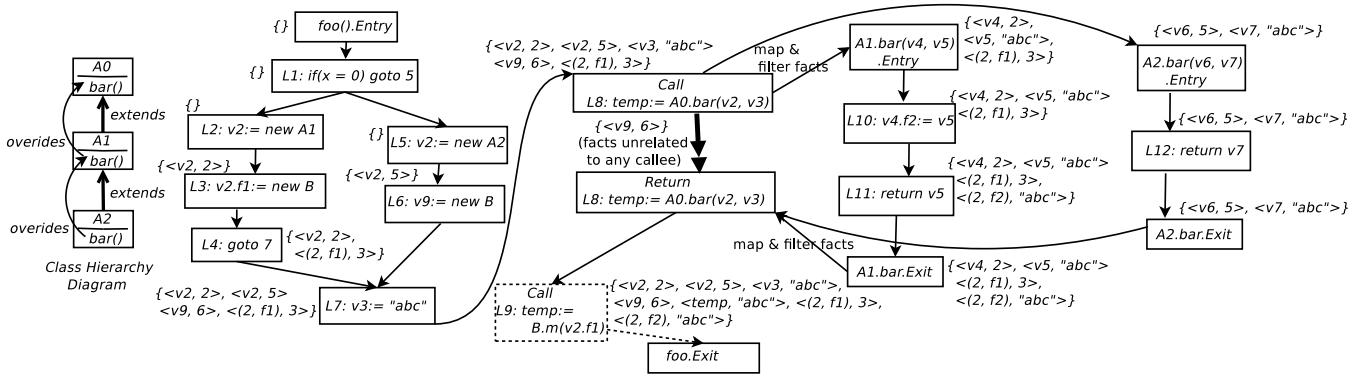 A0
bar()
extends
overides
A1
bar()
extends
overides
A2
bar()
Class Hierarchy
Diagram
{}
foo().Entry
{}
L1: if(x = 0) goto 5
{}
L2: v2:= new A1
{}
L5: v2:= new A2
{<v2, 2>}
L3: v2.f1:= new B
{<v2, 5>}
L6: v9:= new B
L4: goto 7
{<v2, 2>,
<(2, f1), 3>}
{<v2, 2>, <v2, 5>
<v9, 6>, <(2, f1), 3>}
L7: v3:= "abc"
{<v2, 2>, <v2, 5>, <v3, "abc">
<v9, 6>, <(2, f1), 3>}
Call
L8: temp:= A0.bar(v2, v3)
map &
filter facts
{<v9, 6>}
(facts unrelated
to any callee)
Return
L8: temp:= A0.bar(v2, v3)
map & filter facts
Call
L9: temp:=
B.m(v2.f1)
{<v2, 2>, <v2, 5>, <v3, "abc">,
<v9, 6>, <temp, "abc">, <(2, f1), 3>,
<(2, f2), "abc">}
foo.Exit
A1.bar(v4, v5)
.Entry
{<v4, 2>,
<v5, "abc">,
<(2, f1), 3>}
L10: v4.f2:= v5
{<v4, 2>, <v5, "abc">
<(2, f1), 3>}
L11: return v5
{<v4, 2>, <v5, "abc">
<(2, f1), 3>,
<(2, f2), "abc">}
A1.bar.Exit
{<v4, 2>, <v5, "abc">
<(2, f1), 3>,
<(2, f2), "abc">}
{<v6, 5>, <v7, "abc">}
A2.bar(v6, v7)
.Entry
{<v6, 5>, <v7, "abc">}
L12: return v7
{<v6, 5>, <v7, "abc">}
A2.bar.Exit